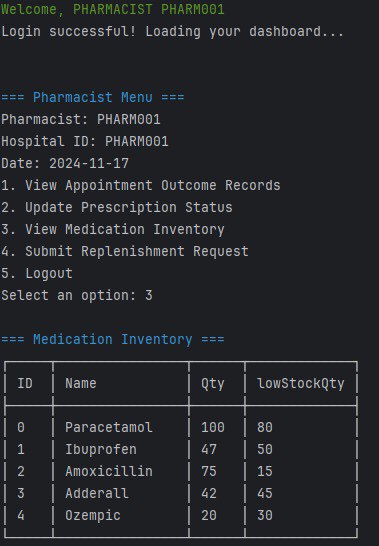 Welcome, PHARMACIST PHARM001
Login successful! Loading your dashboard...
=== Pharmacist Menu ===
Pharmacist: PHARM001
Hospital ID: PHARM001
Date: 2024-11-17
1. View Appointment Outcome Records
2. Update Prescription Status
3. View Medication Inventory
4. Submit Replenishment Request
5. Logout
Select an option: 3
=== Medication Inventory ===
ID Name Qty lowStockQty
0 Paracetamol 100 80
1 Ibuprofen 47 50
2 Amoxicillin 75 15
3 Adderall 42 45
4 Ozempic 20 30